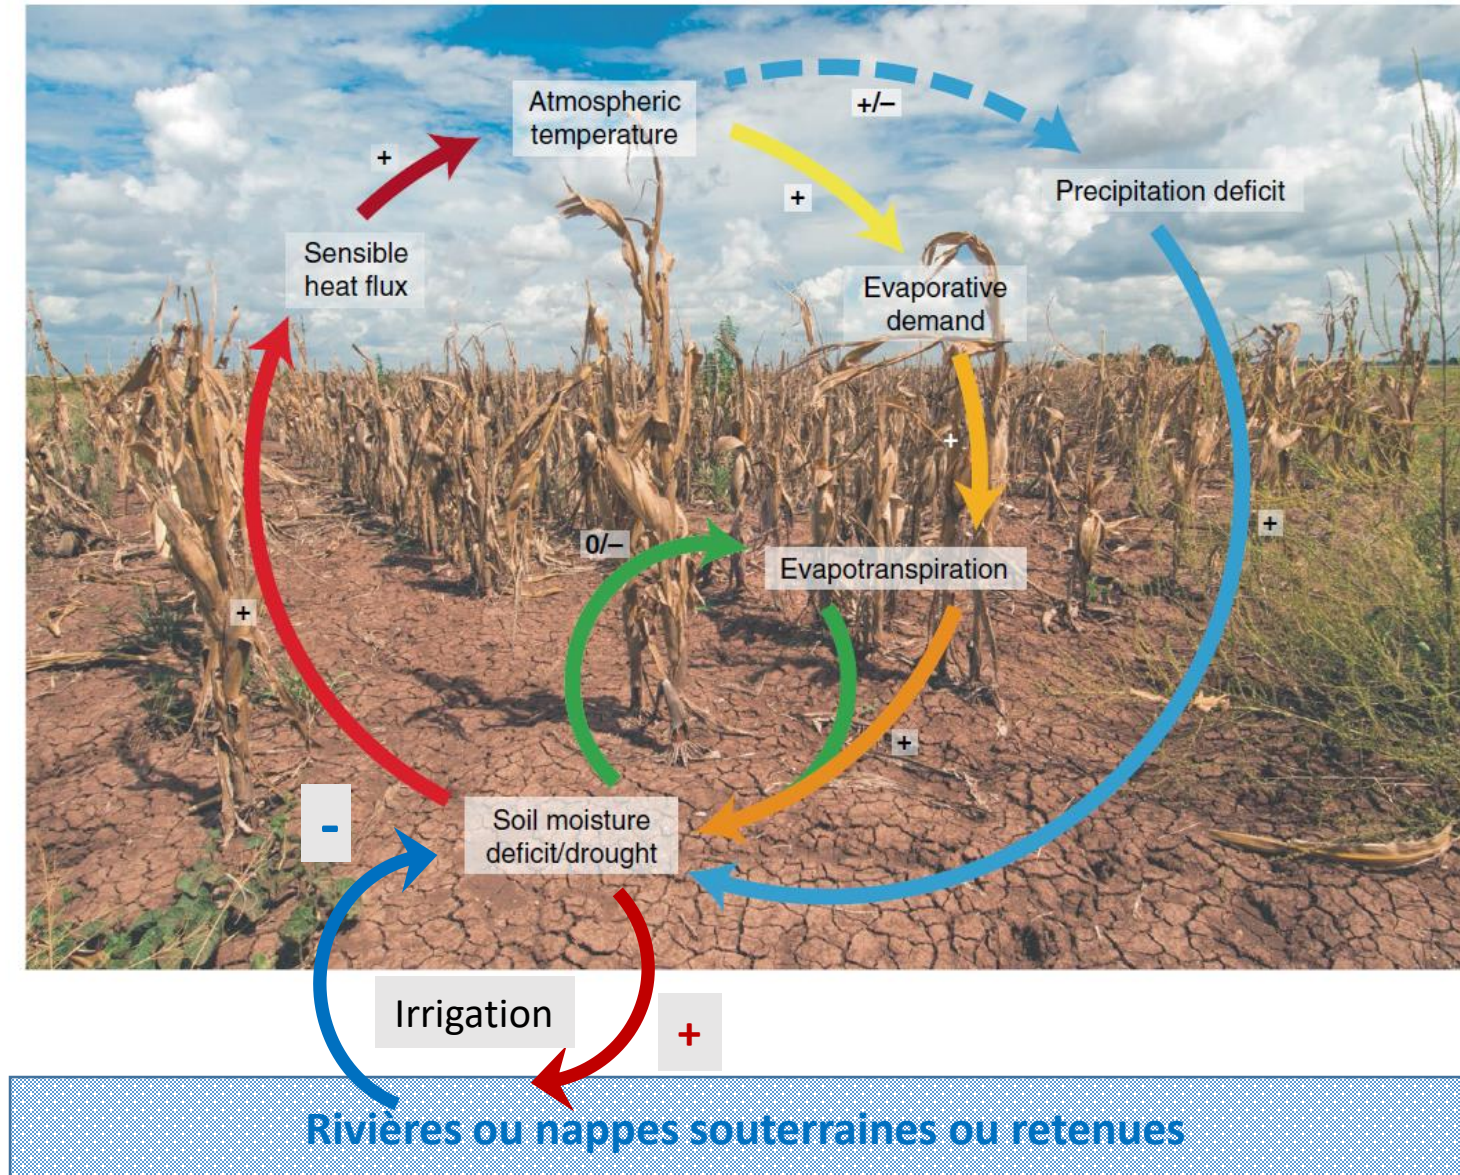 Atmospheric
temperature
+/–
+
Precipitation deficit
+
Sensible
heat flux
Evaporative
demand
+
+
0/–
Evapotranspiration
+
+
-
Soil moisture
deficit/drought
Irrigation
+
Rivières ou nappes souterraines ou retenues